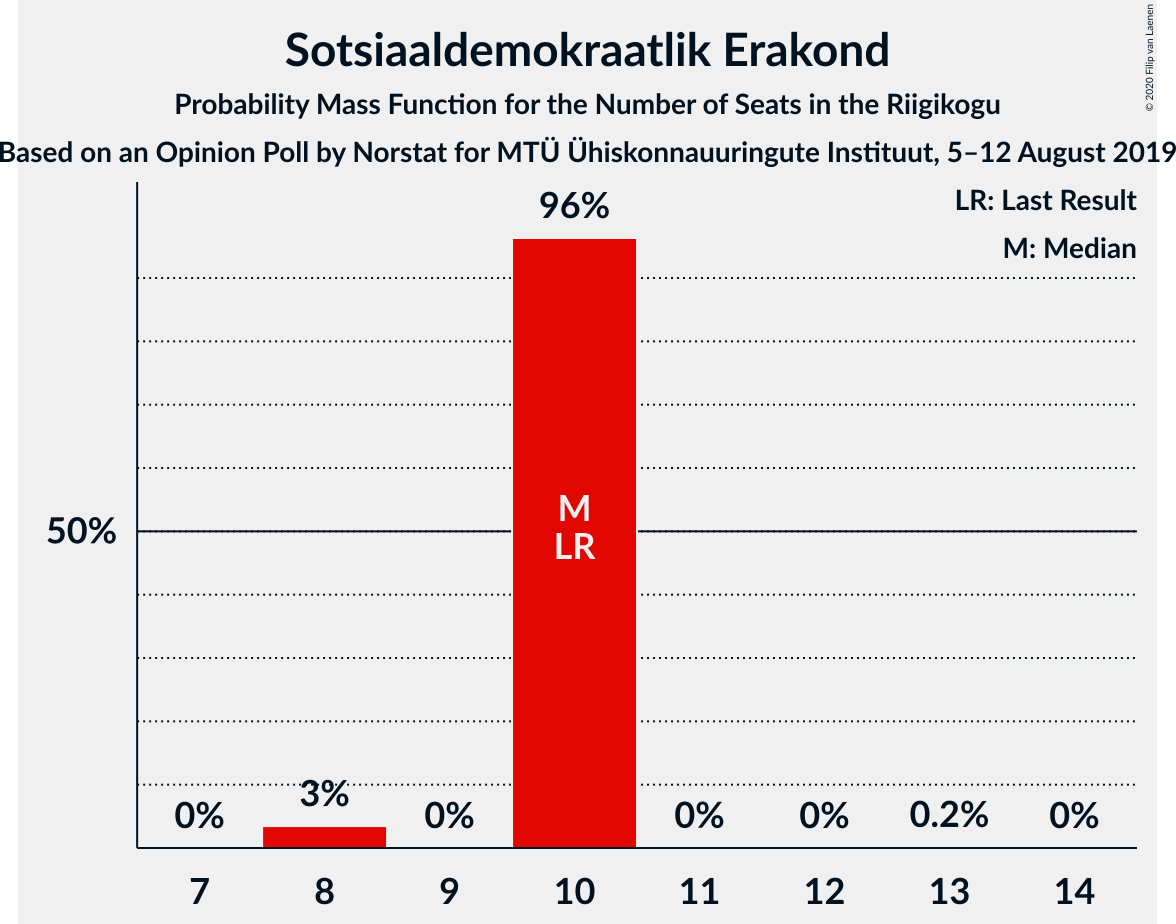 Sotsiaaldemokraatlik Erakond
Probability Mass Function for the Number of Seats in the Riigikogu
Based on an Opinion Poll by Norstat for MTÜ Ühiskonnauuringute Instituut, 5–12 August 2019
© 2020 Filip van Laenen
LR: Last Result
M: Median
96%
50%
M
LR
0%
3%
0%
0%
0%
0.2%
0%
7 8 9 10 11 12 13 14